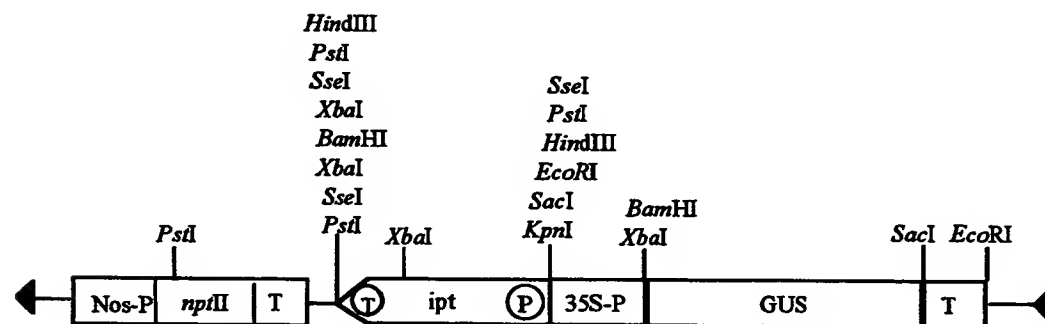 HindIII
PstI
SseI
XbaI
BamHI
XbaI
SseI
PstI
SseI
PstI
HindIII
EcoRI
SacI
KpnI
BamHI
XbaI
PstI
XbaI
SacI EcoRI
Nos-P nptII T T ipt P 35S-P GUS T